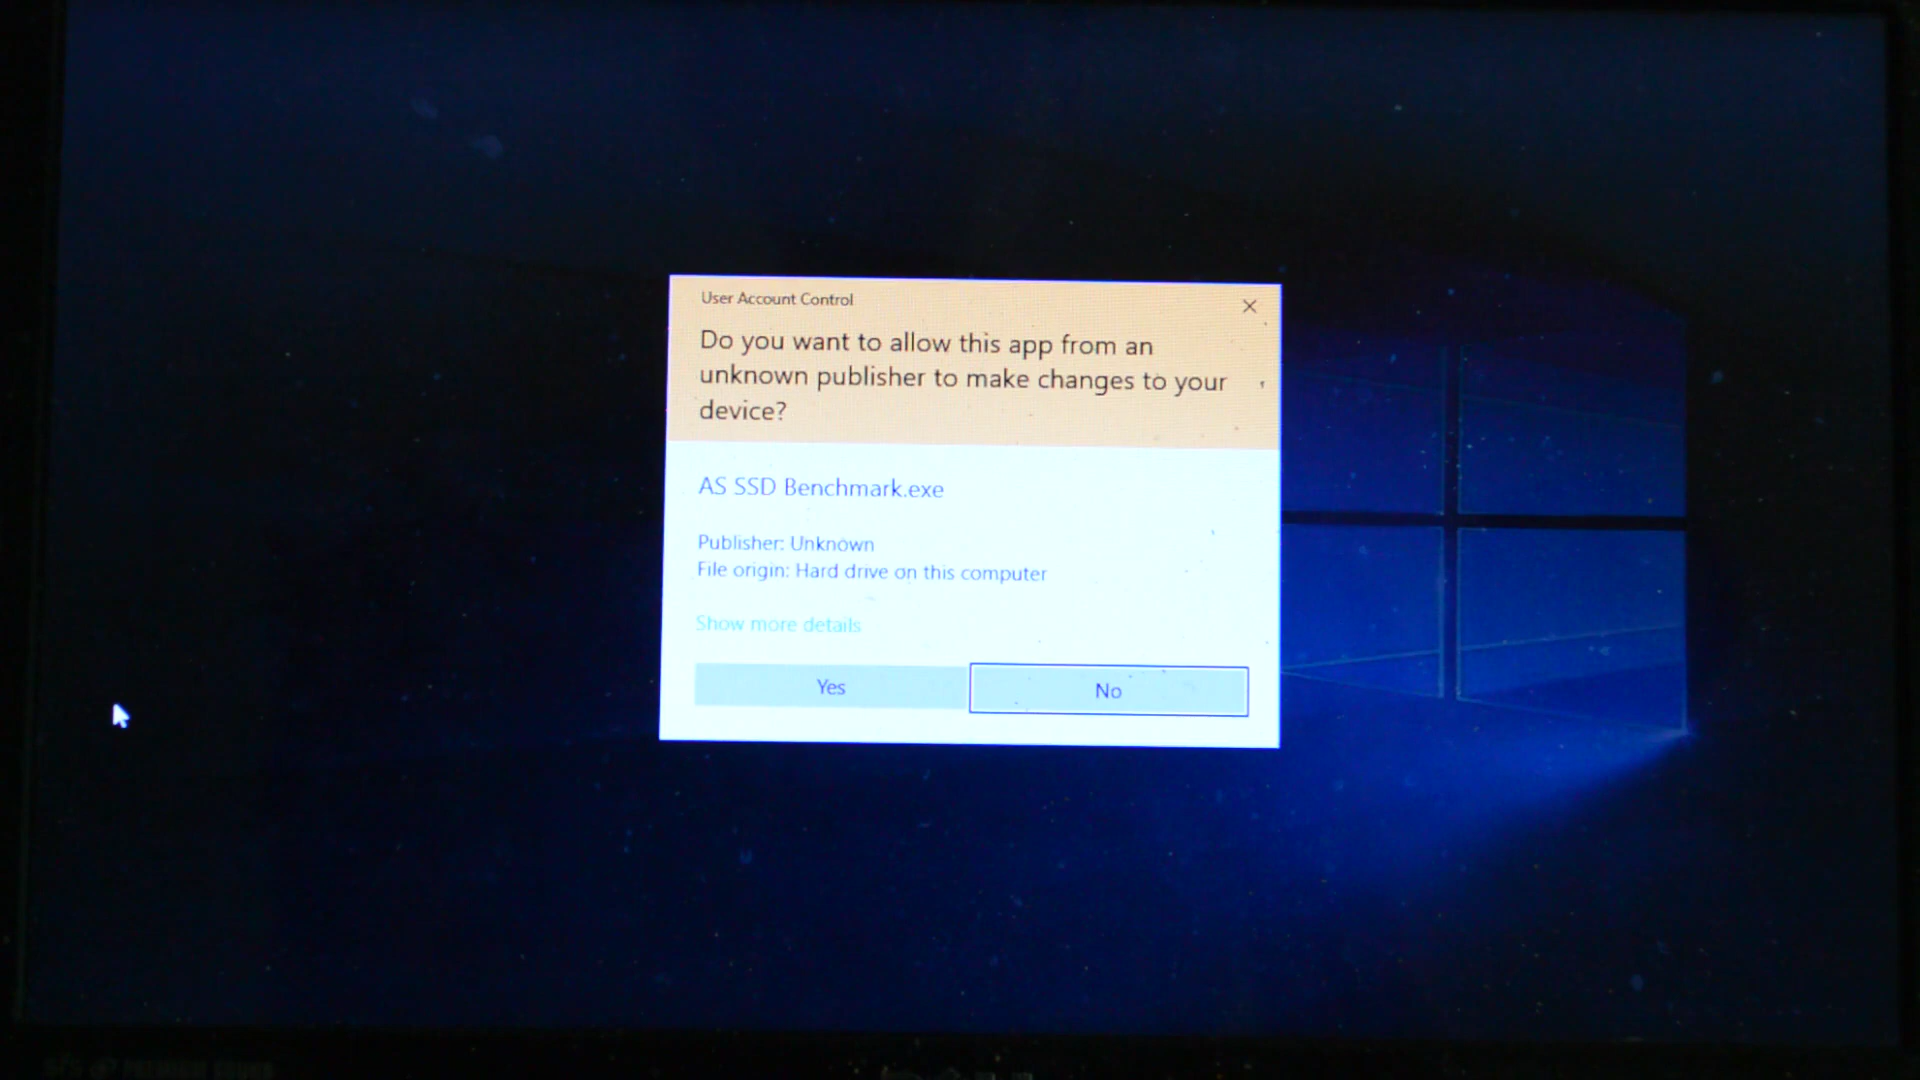 User Account Control
Do you want to allow this app from an
unknown publisher to make changes to your
device?
AS SSD Benchmark.exe
Publisher: Unknown
File origin: Hard drive on this computer
Show more details
Yes
No